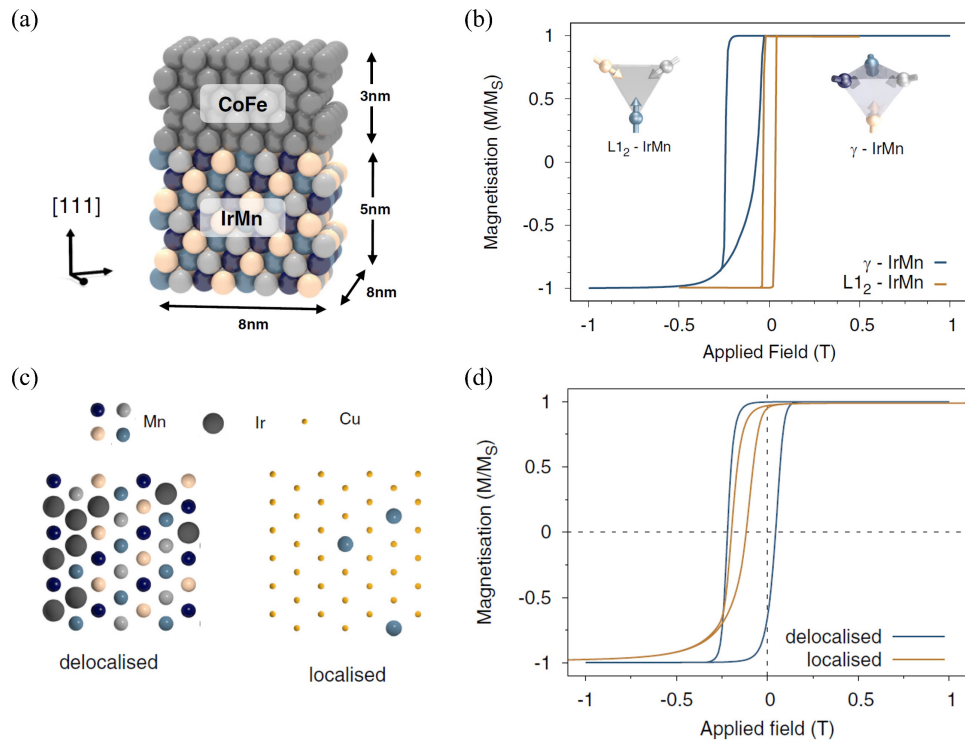 (a)
CoFe
3nm
[111]
IrMn
5nm
8nm
8nm
(b)
Magnetisation (M/M_S)
1
0.5
0
-0.5
-1
L1₂ - IrMn
γ - IrMn
γ - IrMn
L1₂ - IrMn
-1 -0.5 0 0.5 1
Applied Field (T)
(c)
Mn Ir Cu
delocalised localised
(d)
Magnetisation (M/M_S)
1
0.5
0
-0.5
-1
delocalised
localised
-1 -0.5 0 0.5 1
Applied field (T)